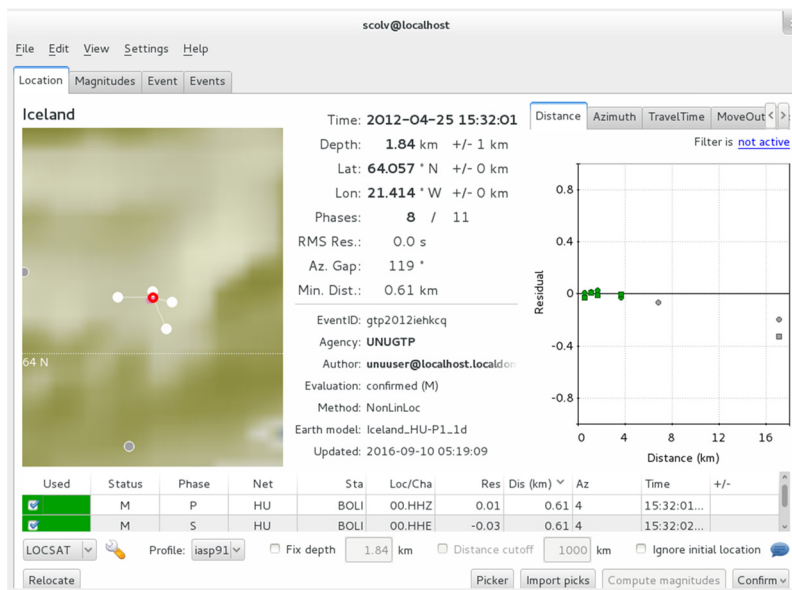 scolv@localhost
File Edit View Settings Help
Location Magnitudes Event Events
Iceland
64 N
Time: 2012-04-25 15:32:01
Depth: 1.84 km +/- 1 km
Lat: 64.057 ° N +/- 0 km
Lon: 21.414 ° W +/- 0 km
Phases: 8 / 11
RMS Res.: 0.0 s
Az. Gap: 119 °
Min. Dist.: 0.61 km
EventID: gtp2012iehkcq
Agency: UNUGTP
Author: unuuser@localhost.localdom
Evaluation: confirmed (M)
Method: NonLinLoc
Earth model: Iceland_HU-P1_1d
Updated: 2016-09-10 05:19:09
Distance Azimuth TravelTime MoveOut < >
Filter is not active
Residual
0.8
0.4
0
-0.4
-0.8
0 4 8 12 16
Distance (km)
Used Status Phase Net Sta Loc/Cha Res Dis (km) Az Time +/-
M P HU BOLI 00.HHZ 0.01 0.61 4 15:32:01...
M S HU BOLI 00.HHE -0.03 0.61 4 15:32:02...
LOCSAT Profile: iasp91 Fix depth 1.84 km Distance cutoff 1000 km Ignore initial location
Relocate Picker Import picks Compute magnitudes Confirm